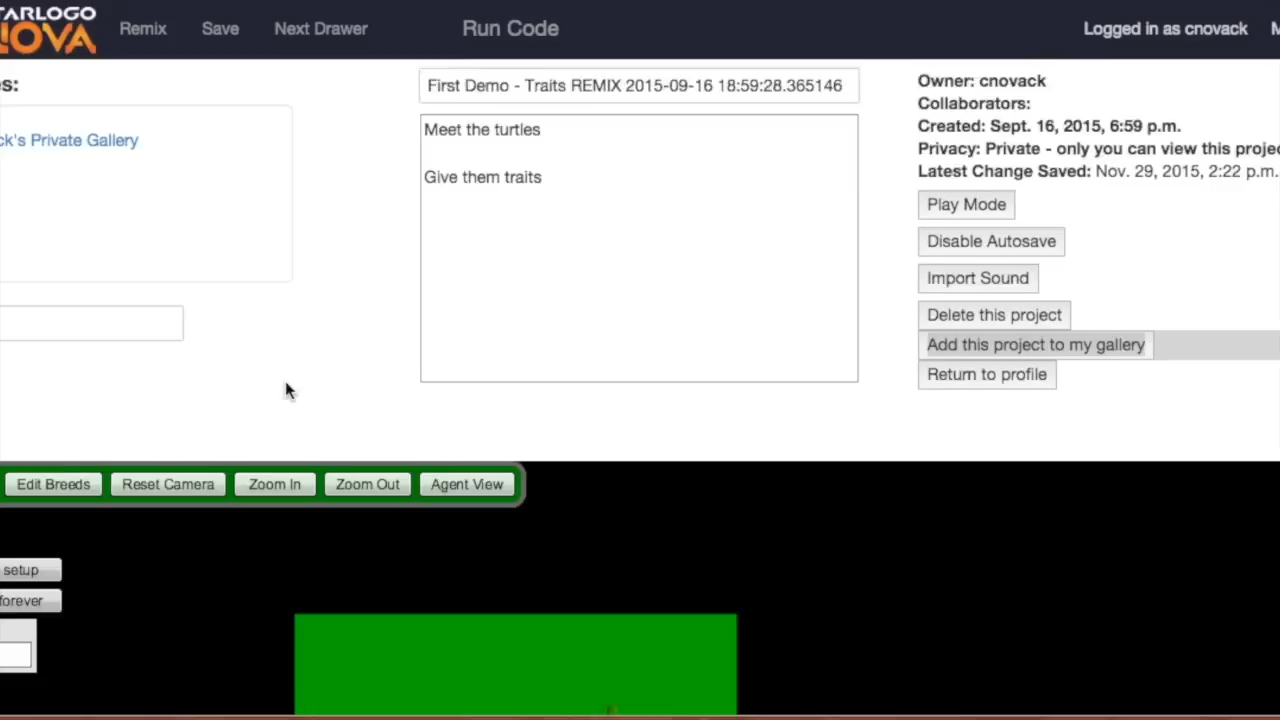 TARLOGO
NOVA
Remix
Save
Next Drawer
Run Code
Logged in as cnovack
M
es:
ck's Private Gallery
First Demo - Traits REMIX 2015-09-16 18:59:28.365146
Meet the turtles
Give them traits
Owner: cnovack
Collaborators:
Created: Sept. 16, 2015, 6:59 p.m.
Privacy: Private - only you can view this projec
Latest Change Saved: Nov. 29, 2015, 2:22 p.m.
Play Mode
Disable Autosave
Import Sound
Delete this project
Add this project to my gallery
Return to profile
Edit Breeds
Reset Camera
Zoom In
Zoom Out
Agent View
setup
forever